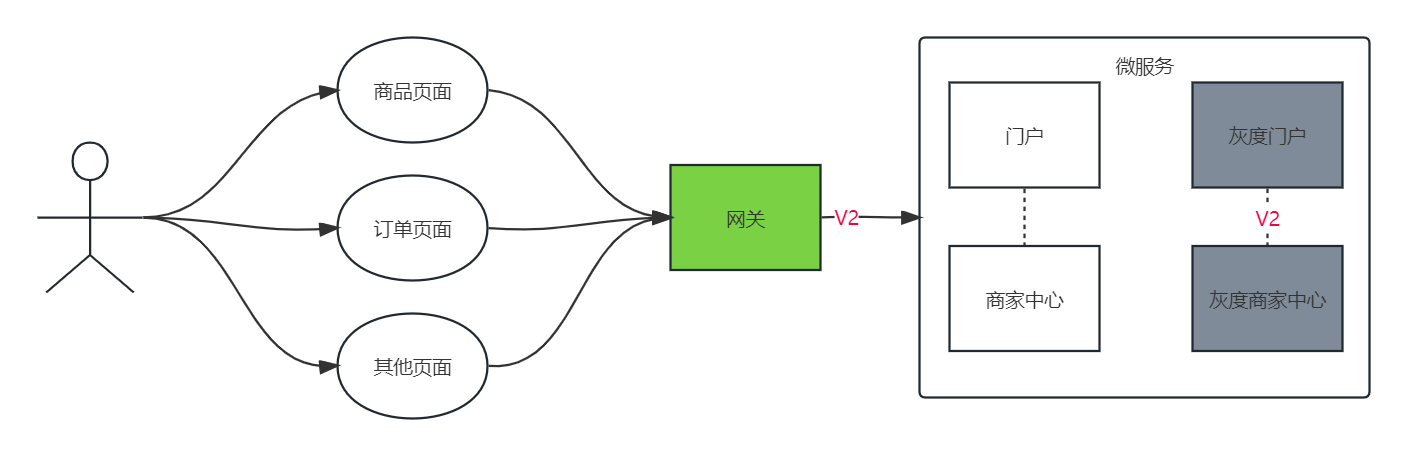 商品页面
订单页面
其他页面
网关
V2
微服务
门户
灰度门户
V2
商家中心
灰度商家中心